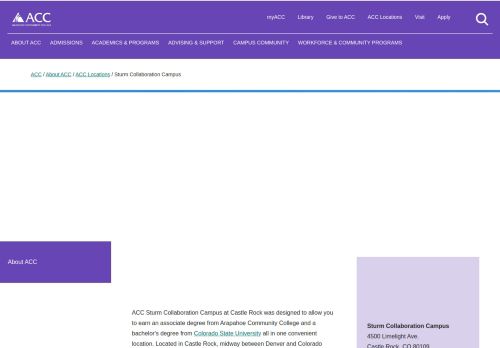 ACC
myACC Library Give to ACC ACC Locations Visit Apply
ABOUT ACC ADMISSIONS ACADEMICS & PROGRAMS ADVISING & SUPPORT CAMPUS COMMUNITY WORKFORCE & COMMUNITY PROGRAMS
ACC / About ACC / ACC Locations / Sturm Collaboration Campus
About ACC
ACC Sturm Collaboration Campus at Castle Rock was designed to allow you
to earn an associate degree from Arapahoe Community College and a
bachelor's degree from Colorado State University all in one convenient
location. Located in Castle Rock, midway between Denver and Colorado
Sturm Collaboration Campus
4500 Limelight Ave.
Castle Rock, CO 80109